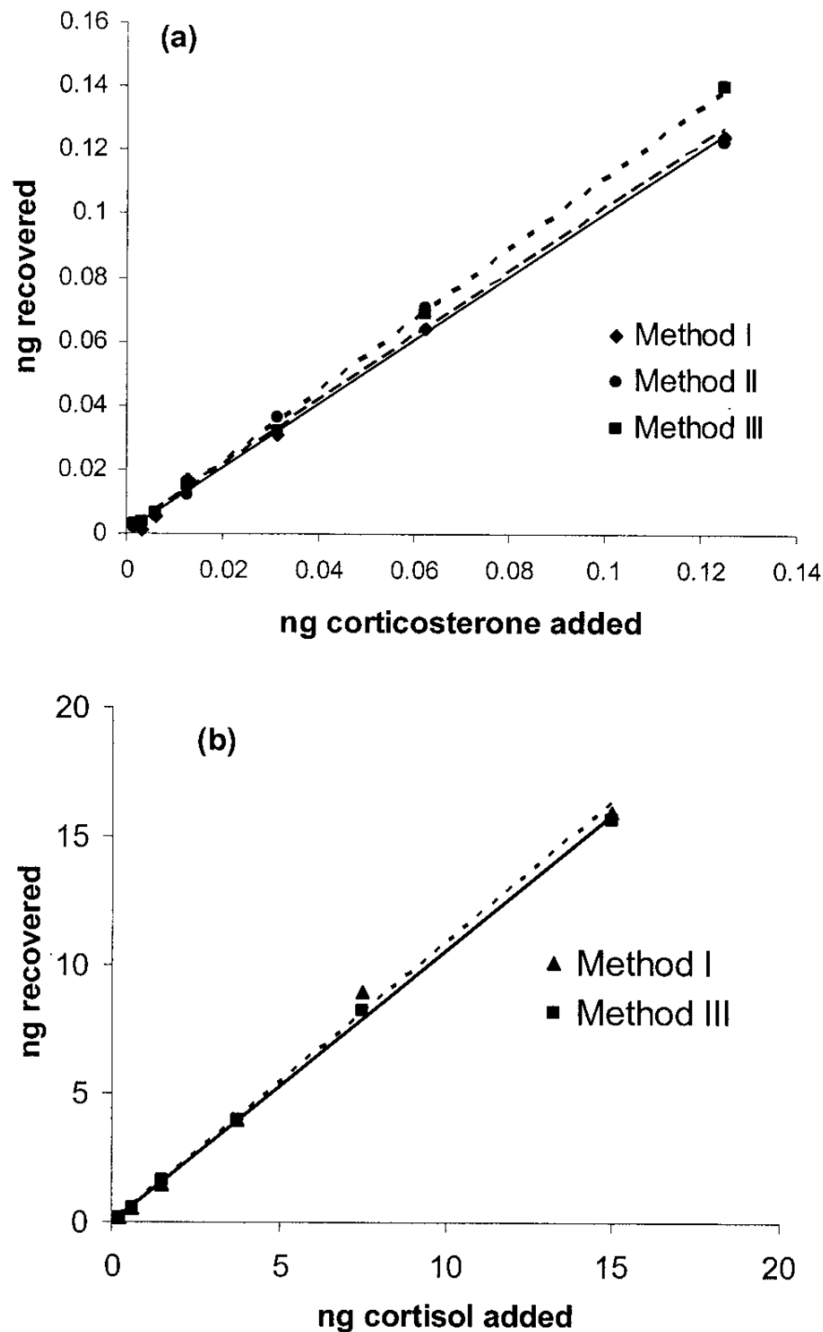 (a)
ng recovered
0.16
0.14
0.12
0.1
0.08
0.06
0.04
0.02
0
0 0.02 0.04 0.06 0.08 0.1 0.12 0.14
ng corticosterone added
Method I
Method II
Method III
(b)
ng recovered
20
15
10
5
0
0 5 10 15 20
ng cortisol added
Method I
Method III